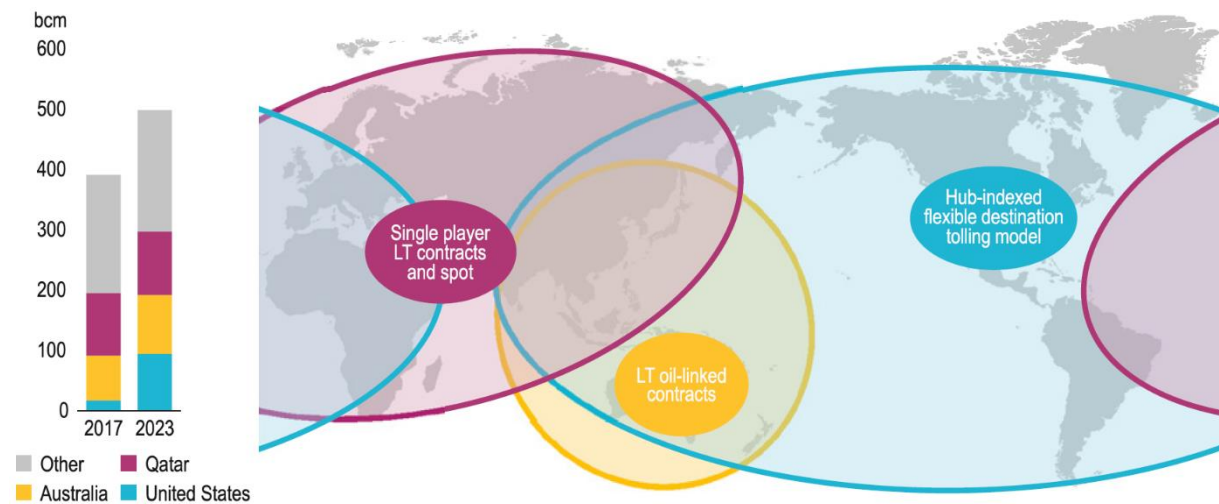 bcm
600
500
400
300
200
100
0
2017 2023
Other Qatar
Australia United States
Single player
LT contracts
and spot
LT oil-linked
contracts
Hub-indexed
flexible destination
tolling model